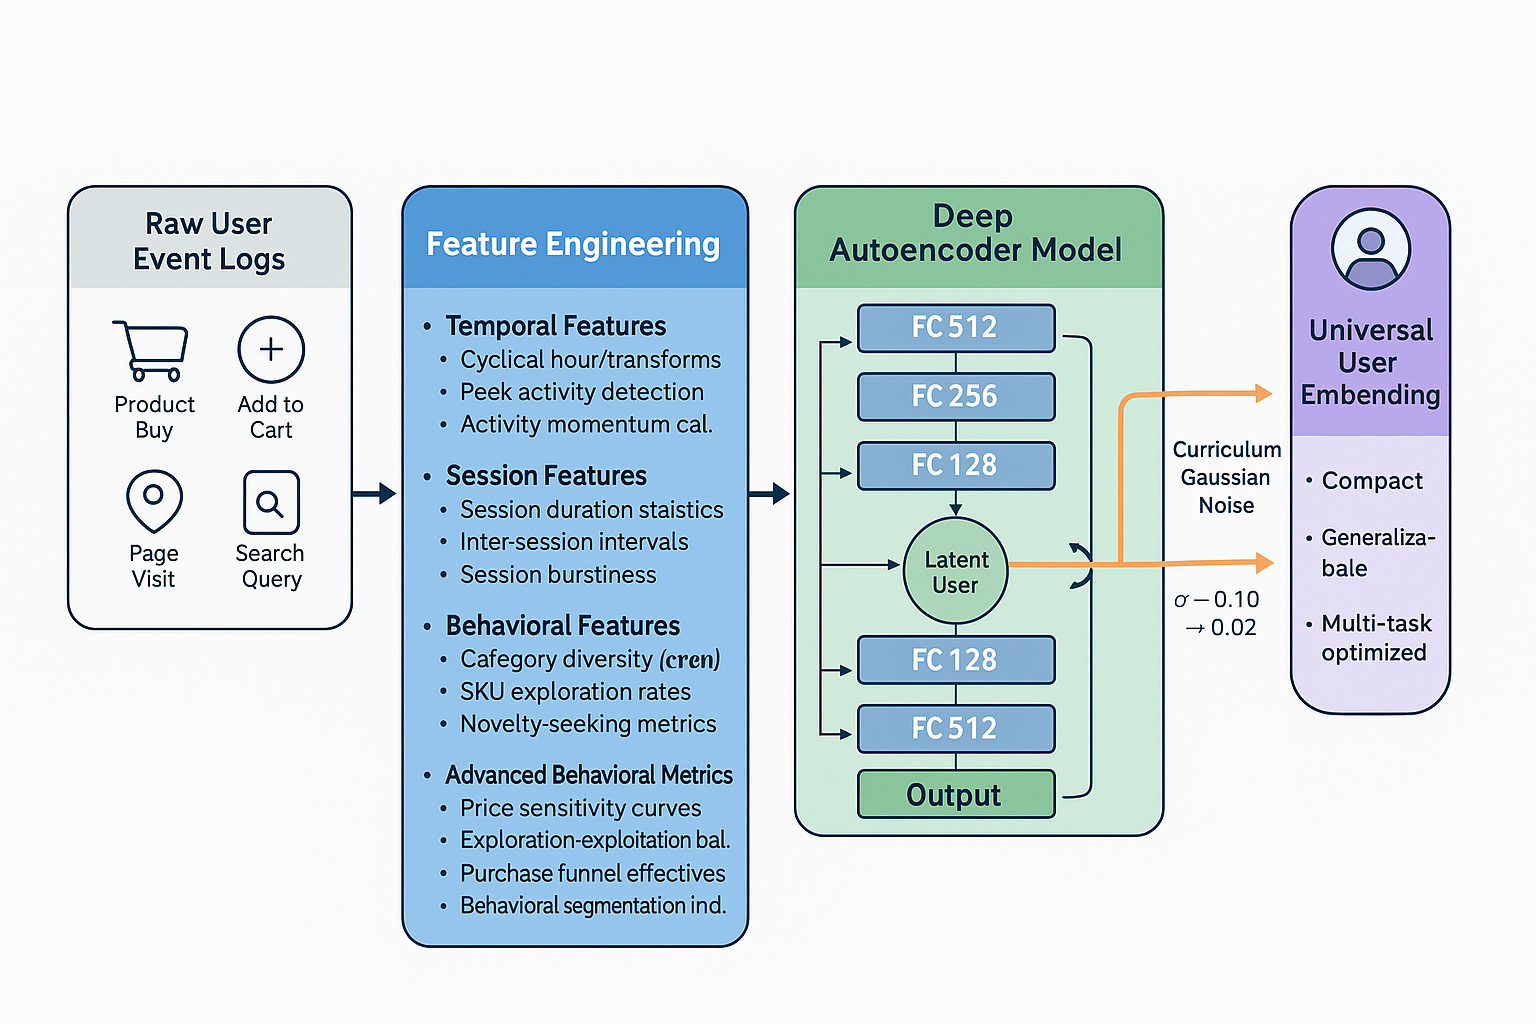 Raw User
Event Logs
Product
Buy
Add to
Cart
Page
Visit
Search
Query
Feature Engineering
• Temporal Features
• Cyclical hour/transforms
• Peek activity detection
• Activity momentum cal.
• Session Features
• Session duration staistics
• Inter-session intervals
• Session burstiness
• Behavioral Features
• Cafegory diversity (cren)
• SKU exploration rates
• Novelty-seeking metrics
• Advanced Behavioral Metrics
• Price sensitivity curves
• Exploration-exploitation bal.
• Purchase funnel effectives
• Behavioral segmentation ind.
Deep
Autoencoder Model
FC 512
FC 256
FC 128
Latent
User
FC 128
FC 512
Output
Curriculum
Gaussian
Noise
σ – 0.10
→ 0.02
Universal
User
Embending
• Compact
• Generaliza-
bale
• Multi-task
optimized